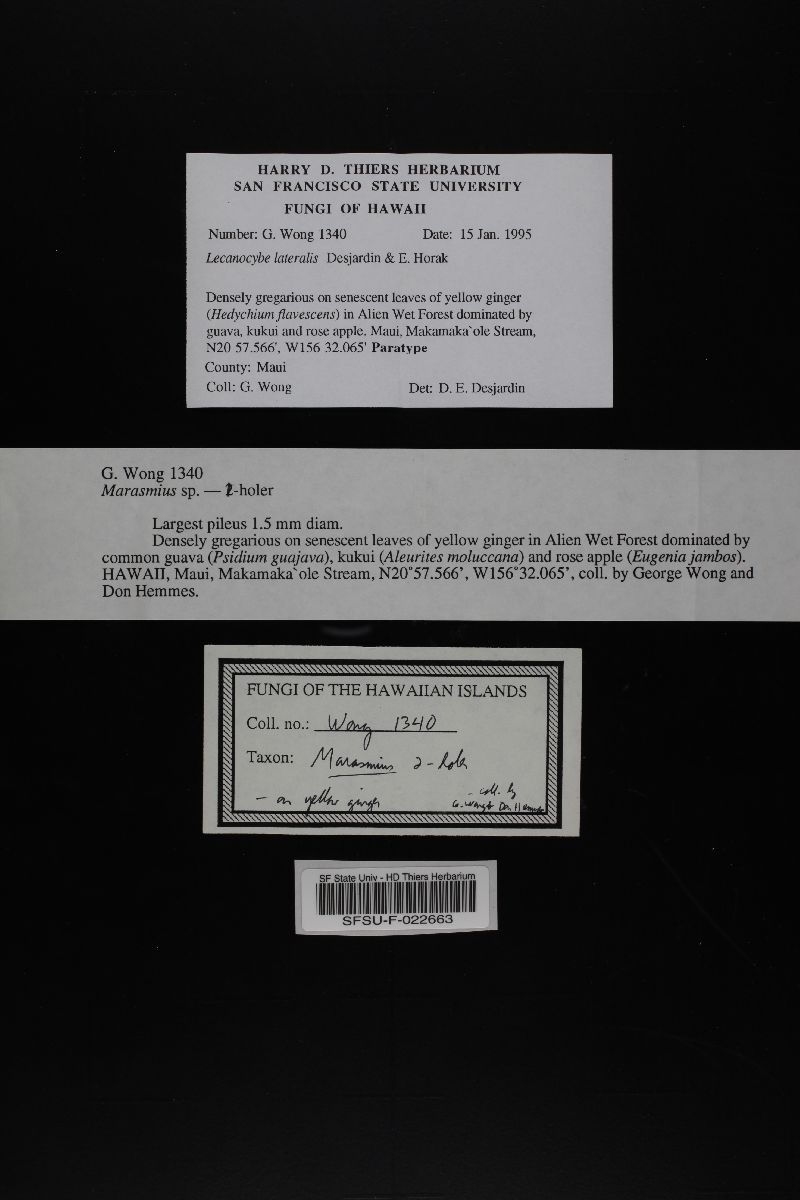 HARRY D. THIERS HERBARIUM
SAN FRANCISCO STATE UNIVERSITY
FUNGI OF HAWAII
Number: G. Wong 1340 Date: 15 Jan. 1995
Lecanocybe lateralis Desjardin & E. Horak
Densely gregarious on senescent leaves of yellow ginger
(Hedychium flavescens) in Alien Wet Forest dominated by
guava, kukui and rose apple. Maui, Makamaka`ole Stream,
N20 57.566', W156 32.065' Paratype
County: Maui
Coll: G. Wong Det: D. E. Desjardin
G. Wong 1340
Marasmius sp. — 2-holer
Largest pileus 1.5 mm diam.
Densely gregarious on senescent leaves of yellow ginger in Alien Wet Forest dominated by
common guava (Psidium guajava), kukui (Aleurites moluccana) and rose apple (Eugenia jambos).
HAWAII, Maui, Makamaka`ole Stream, N20°57.566’, W156°32.065’, coll. by George Wong and
Don Hemmes.
FUNGI OF THE HAWAIIAN ISLANDS
Coll. no.: Wong 1340
Taxon: Marasmius 2-holer
— on yellow ginger
- coll. by
G. Wong & Don Hemmes
SF State Univ - HD Thiers Herbarium
SFSU-F-022663